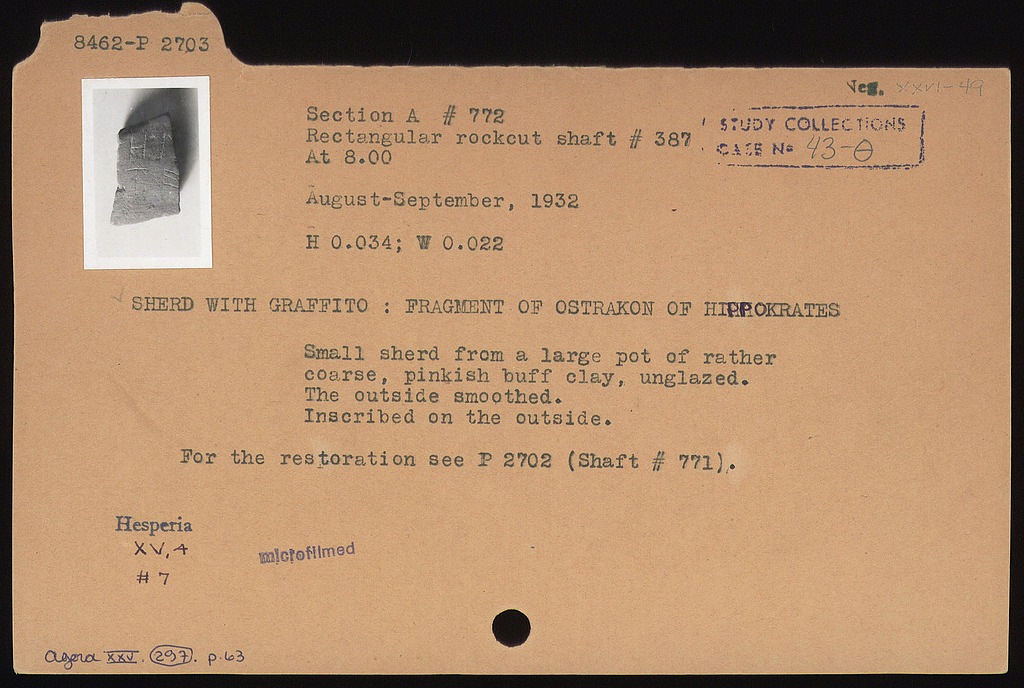 8462-P 2703
Neg. XXVI-49
Section A # 772
Rectangular rockcut shaft # 387
At 8.00
STUDY COLLECTIONS
CASE No 43-Θ
August-September, 1932
H 0.034; W 0.022
SHERD WITH GRAFFITO : FRAGMENT OF OSTRAKON OF HIPPOKRATES
Small sherd from a large pot of rather
coarse, pinkish buff clay, unglazed.
The outside smoothed.
Inscribed on the outside.
For the restoration see P 2702 (Shaft # 771).
Hesperia
XV, 4
# 7
microfilmed
Agora XXV. 297. p.63